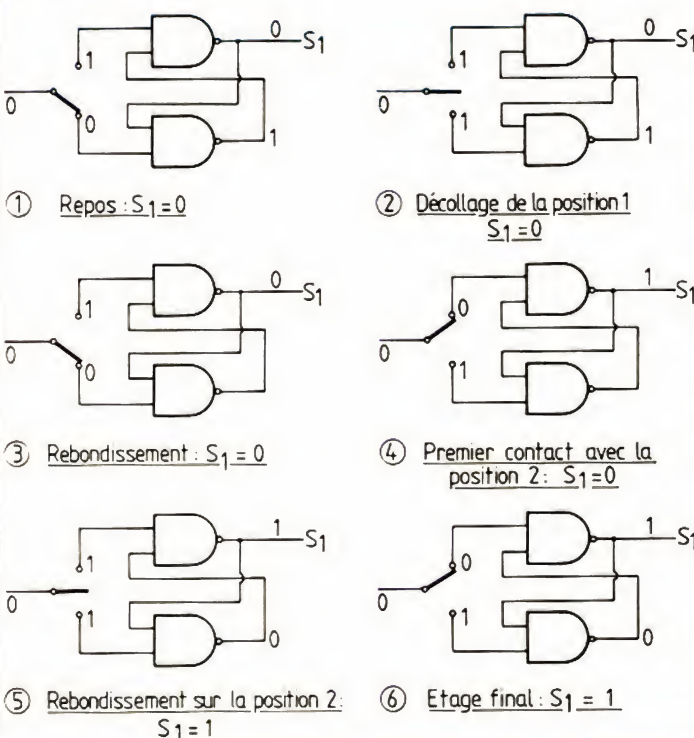 0 S1
1
0
0
1
① Repos : S1=0
0 S1
1
0
1
1
② Décollage de la position 1
S1=0
0 S1
1
0
0
③ Rebondissement : S1=0
1 S1
0
0
1
④ Premier contact avec la
position 2: S1=0
1 S1
1
0
1
0
⑤ Rebondissement sur la position 2:
S1=1
1 S1
0
0
1
0
⑥ Etage final : S1 = 1